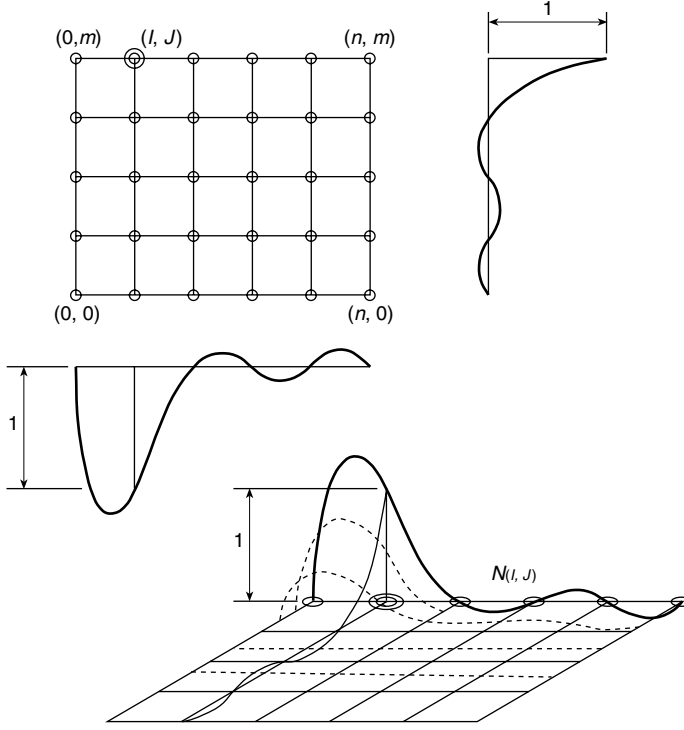 1
(0,m) (I, J) (n, m)
(0, 0) (n, 0)
1
1
N(I, J)